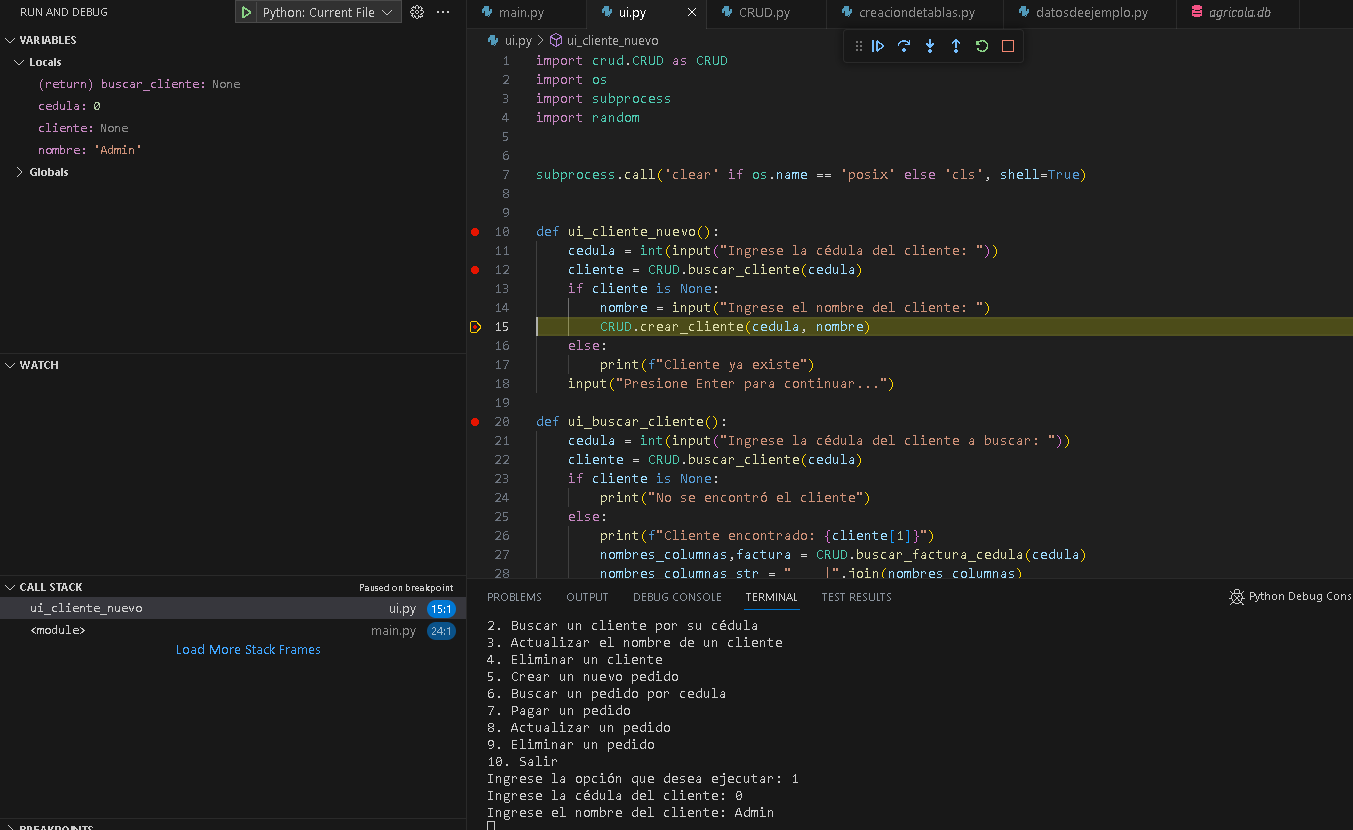 RUN AND DEBUG
Python: Current File
VARIABLES
Locals
(return) buscar_cliente: None
cedula: 0
cliente: None
nombre: 'Admin'
Globals
WATCH
CALL STACK
Paused on breakpoint
ui_cliente_nuevo ui.py 15:1
<module> main.py 24:1
Load More Stack Frames
BREAKPOINTS
main.py ui.py CRUD.py creaciondetablas.py datosdeejemplo.py agricola.db
ui.py > ui_cliente_nuevo
1 import crud.CRUD as CRUD
2 import os
3 import subprocess
4 import random
5
6
7 subprocess.call('clear' if os.name == 'posix' else 'cls', shell=True)
8
9
10 def ui_cliente_nuevo():
11 cedula = int(input("Ingrese la cédula del cliente: "))
12 cliente = CRUD.buscar_cliente(cedula)
13 if cliente is None:
14 nombre = input("Ingrese el nombre del cliente: ")
15 CRUD.crear_cliente(cedula, nombre)
16 else:
17 print(f"Cliente ya existe")
18 input("Presione Enter para continuar...")
19
20 def ui_buscar_cliente():
21 cedula = int(input("Ingrese la cédula del cliente a buscar: "))
22 cliente = CRUD.buscar_cliente(cedula)
23 if cliente is None:
24 print("No se encontró el cliente")
25 else:
26 print(f"Cliente encontrado: {cliente[1]}")
27 nombres_columnas,factura = CRUD.buscar_factura_cedula(cedula)
28 nombres_columnas_str = "    |".join(nombres_columnas)
PROBLEMS OUTPUT DEBUG CONSOLE TERMINAL TEST RESULTS
Python Debug Cons
2. Buscar un cliente por su cédula
3. Actualizar el nombre de un cliente
4. Eliminar un cliente
5. Crear un nuevo pedido
6. Buscar un pedido por cedula
7. Pagar un pedido
8. Actualizar un pedido
9. Eliminar un pedido
10. Salir
Ingrese la opción que desea ejecutar: 1
Ingrese la cédula del cliente: 0
Ingrese el nombre del cliente: Admin